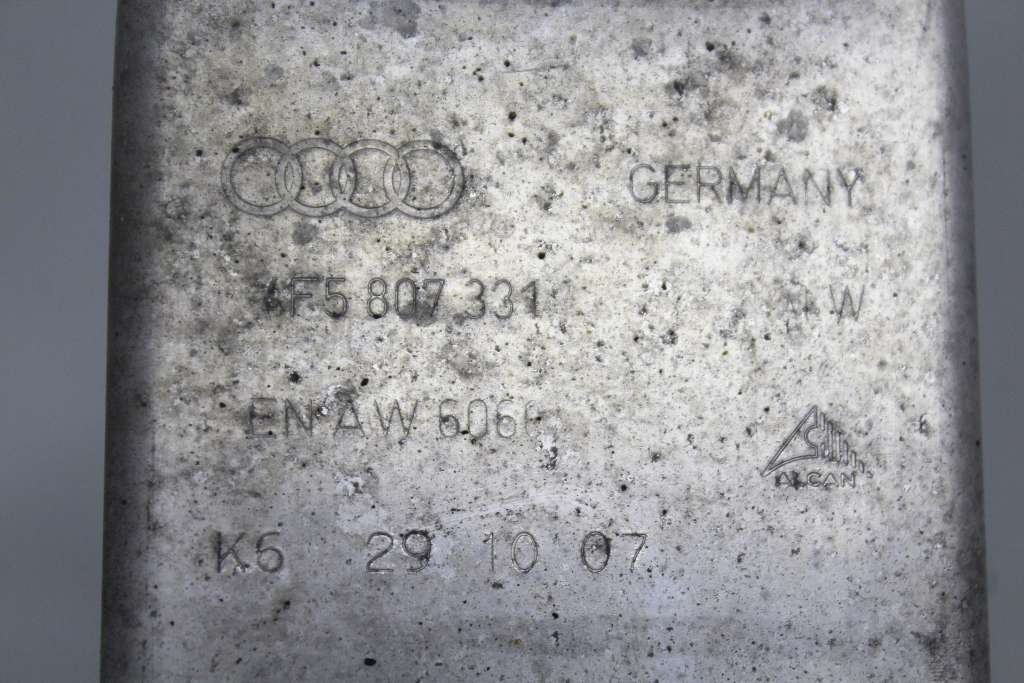 GERMANY
4F5 807 331
EN AW 6060
ALCAN
K6 29 10 07